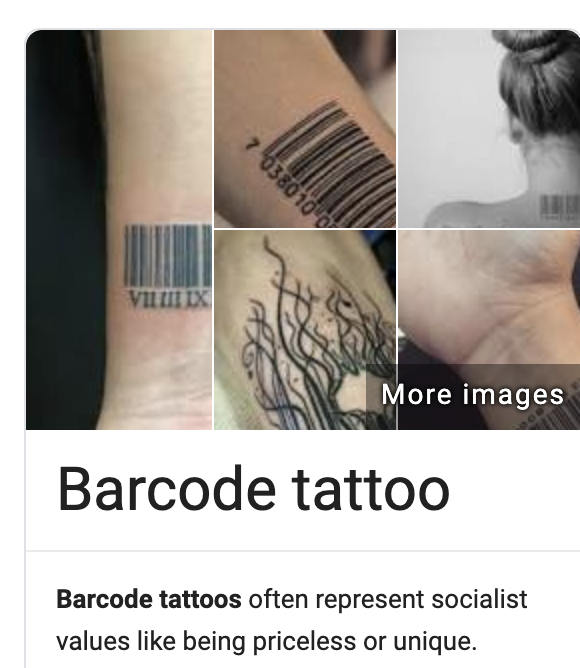 VII III IX
7 038010 0
More images
Barcode tattoo
Barcode tattoos often represent socialist
values like being priceless or unique.